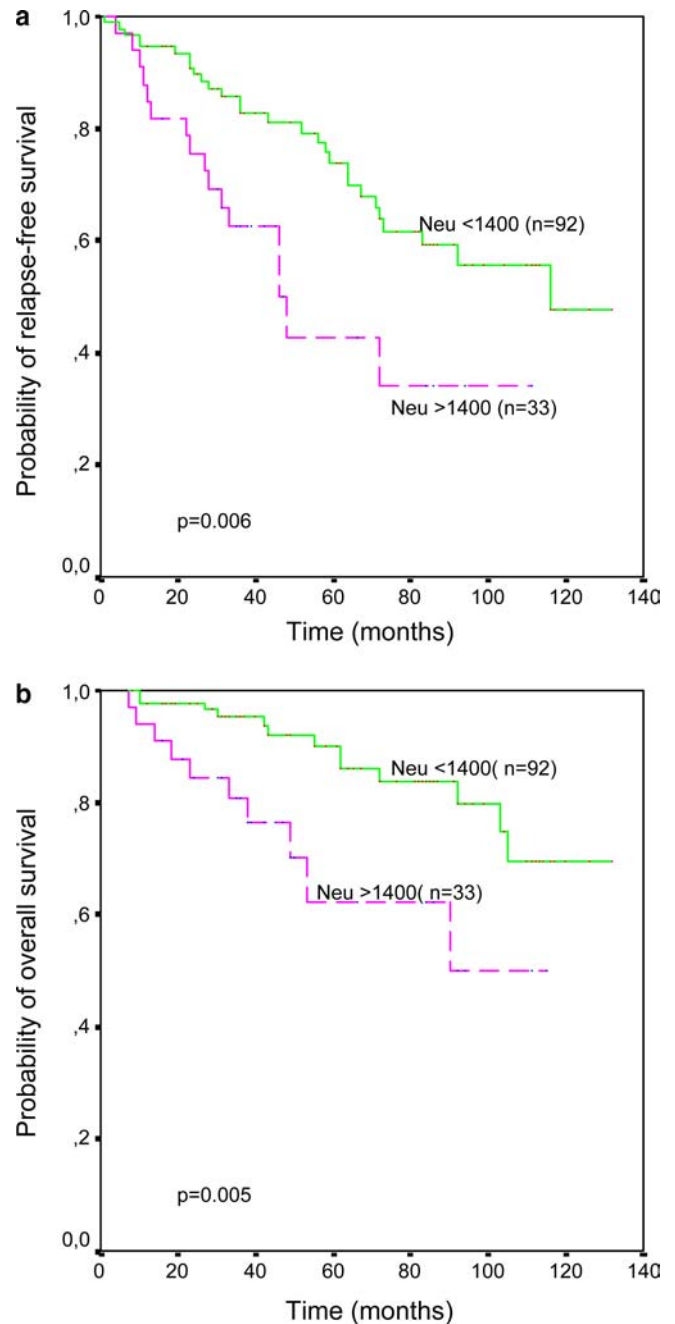 a
Probability of relapse-free survival
1,0
,8
,6
,4
,2
0,0
Neu <1400 (n=92)
Neu >1400 (n=33)
p=0.006
0 20 40 60 80 100 120 140
Time (months)
b
Probability of overall survival
1,0
,8
,6
,4
,2
0,0
Neu <1400( n=92)
Neu >1400( n=33)
p=0.005
0 20 40 60 80 100 120 140
Time (months)